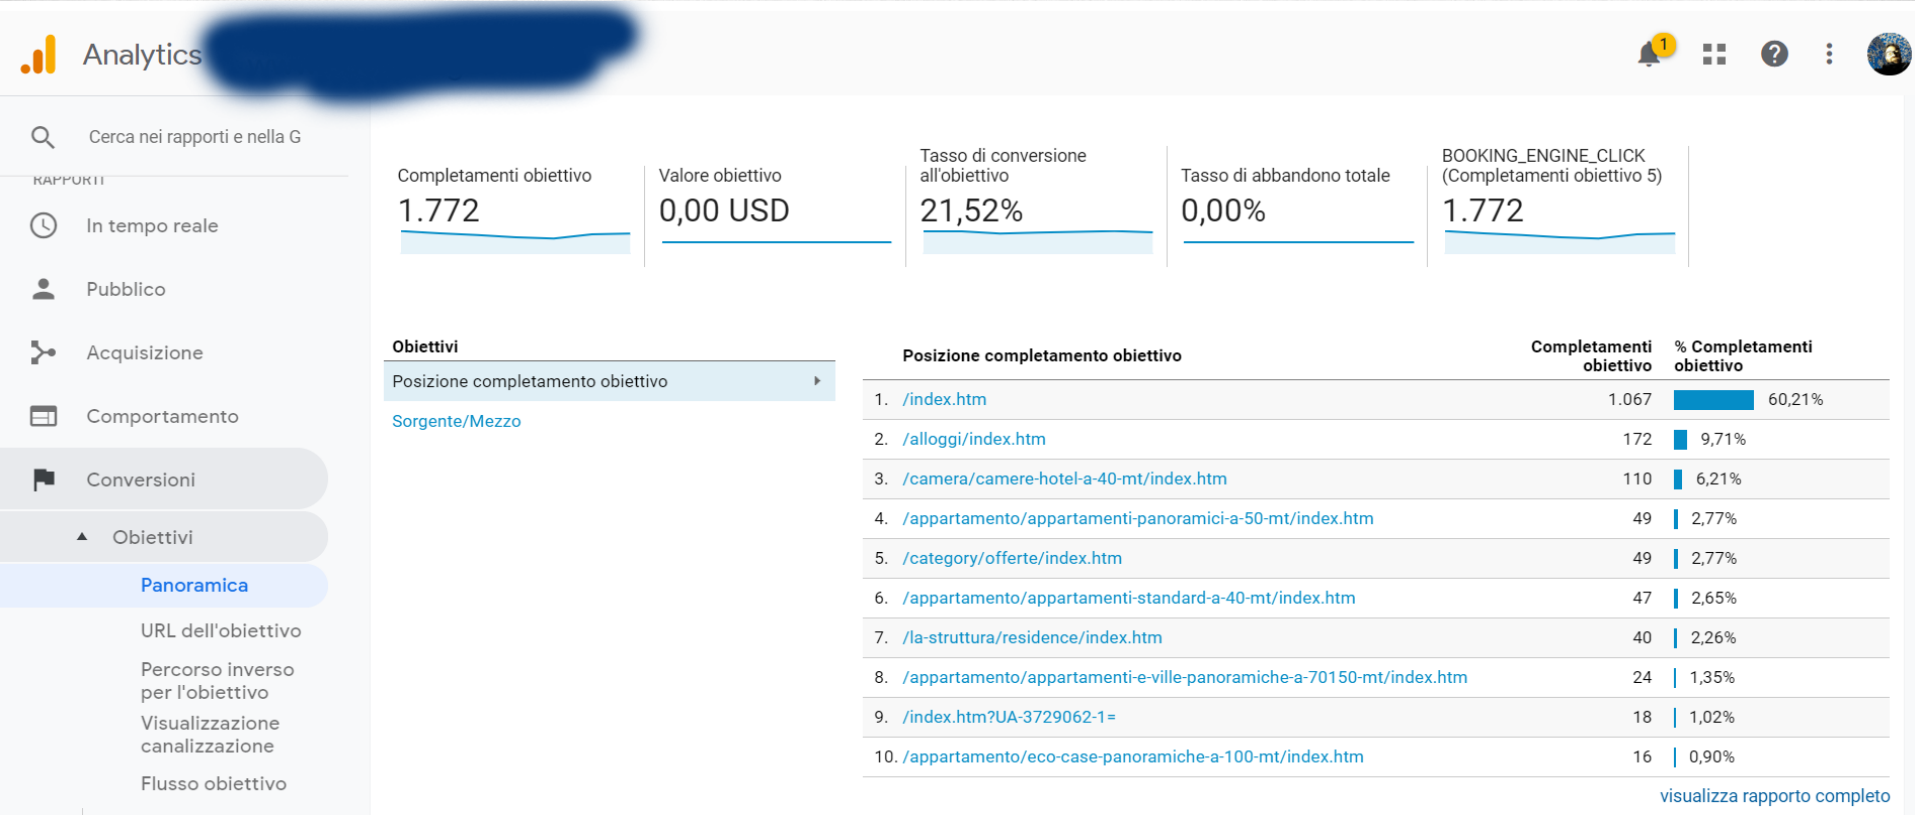 Analytics
1
Cerca nei rapporti e nella G
RAPPORTI
In tempo reale
Pubblico
Acquisizione
Comportamento
Conversioni
Obiettivi
Panoramica
URL dell'obiettivo
Percorso inverso
per l'obiettivo
Visualizzazione
canalizzazione
Flusso obiettivo
Completamenti obiettivo
1.772
Valore obiettivo
0,00 USD
Tasso di conversione
all'obiettivo
21,52%
Tasso di abbandono totale
0,00%
BOOKING_ENGINE_CLICK
(Completamenti obiettivo 5)
1.772
Obiettivi
Posizione completamento obiettivo
Sorgente/Mezzo
Posizione completamento obiettivo
Completamenti
obiettivo
% Completamenti
obiettivo
1. /index.htm 1.067 60,21%
2. /alloggi/index.htm 172 9,71%
3. /camera/camere-hotel-a-40-mt/index.htm 110 6,21%
4. /appartamento/appartamenti-panoramici-a-50-mt/index.htm 49 2,77%
5. /category/offerte/index.htm 49 2,77%
6. /appartamento/appartamenti-standard-a-40-mt/index.htm 47 2,65%
7. /la-struttura/residence/index.htm 40 2,26%
8. /appartamento/appartamenti-e-ville-panoramiche-a-70150-mt/index.htm 24 1,35%
9. /index.htm?UA-3729062-1= 18 1,02%
10. /appartamento/eco-case-panoramiche-a-100-mt/index.htm 16 0,90%
visualizza rapporto completo